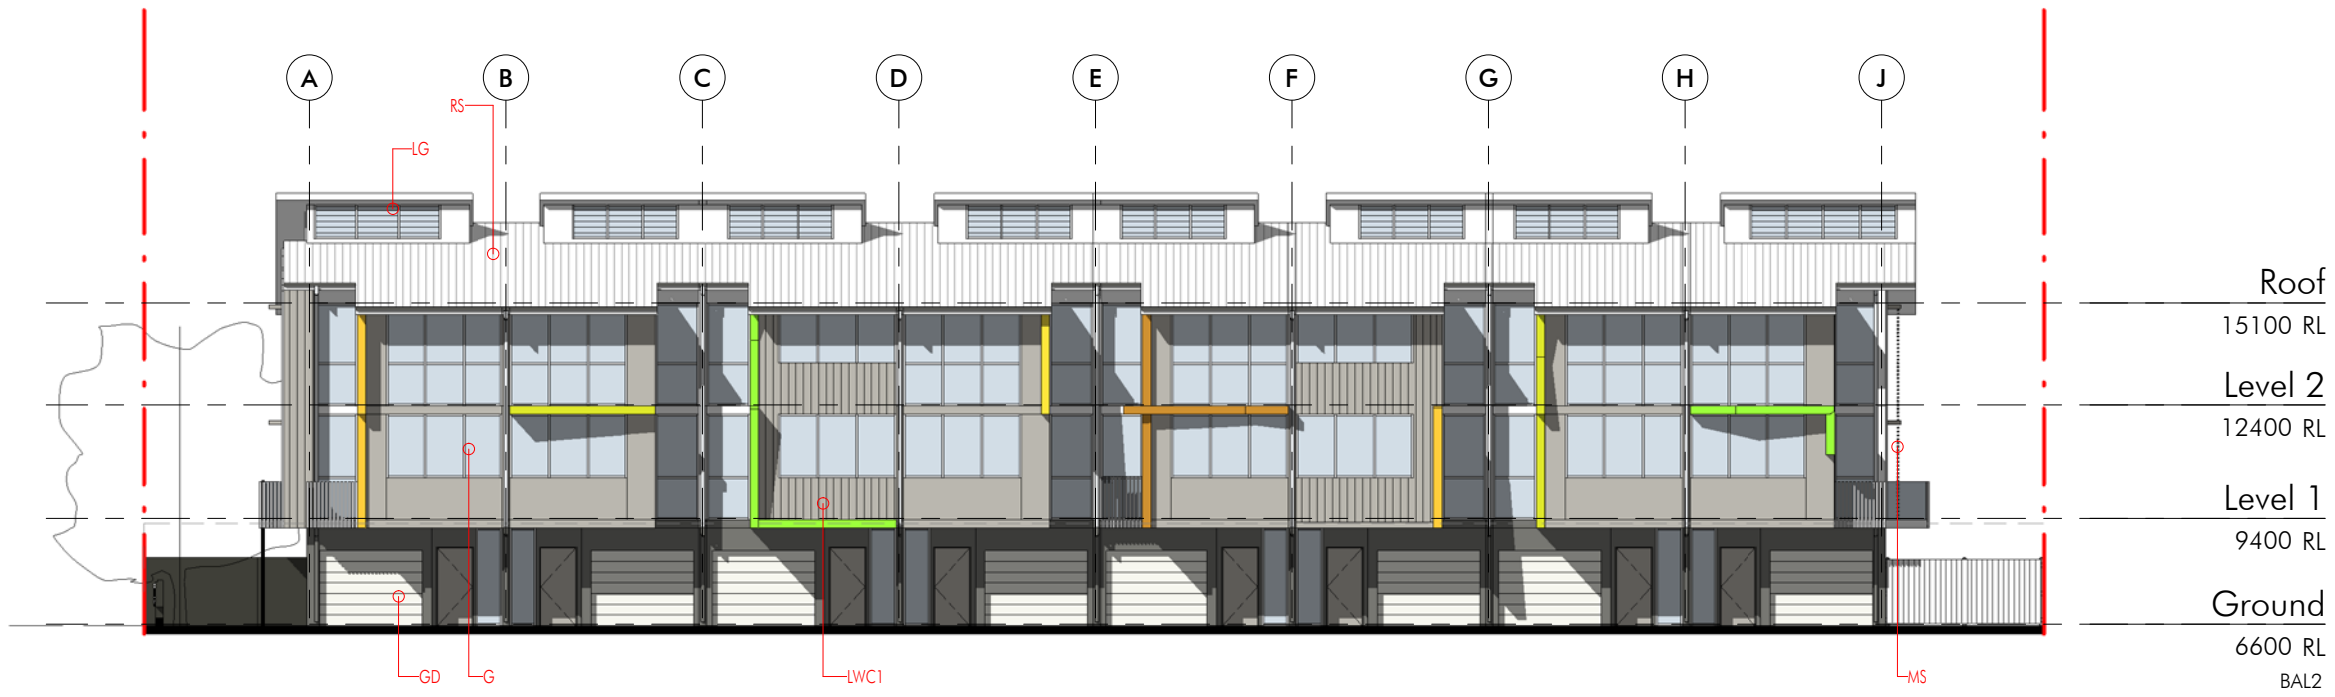 A B C D E F G H J
RS
LG
Roof
15100 RL
Level 2
12400 RL
Level 1
9400 RL
Ground
6600 RL
GD G LWC1 MS
BAL2